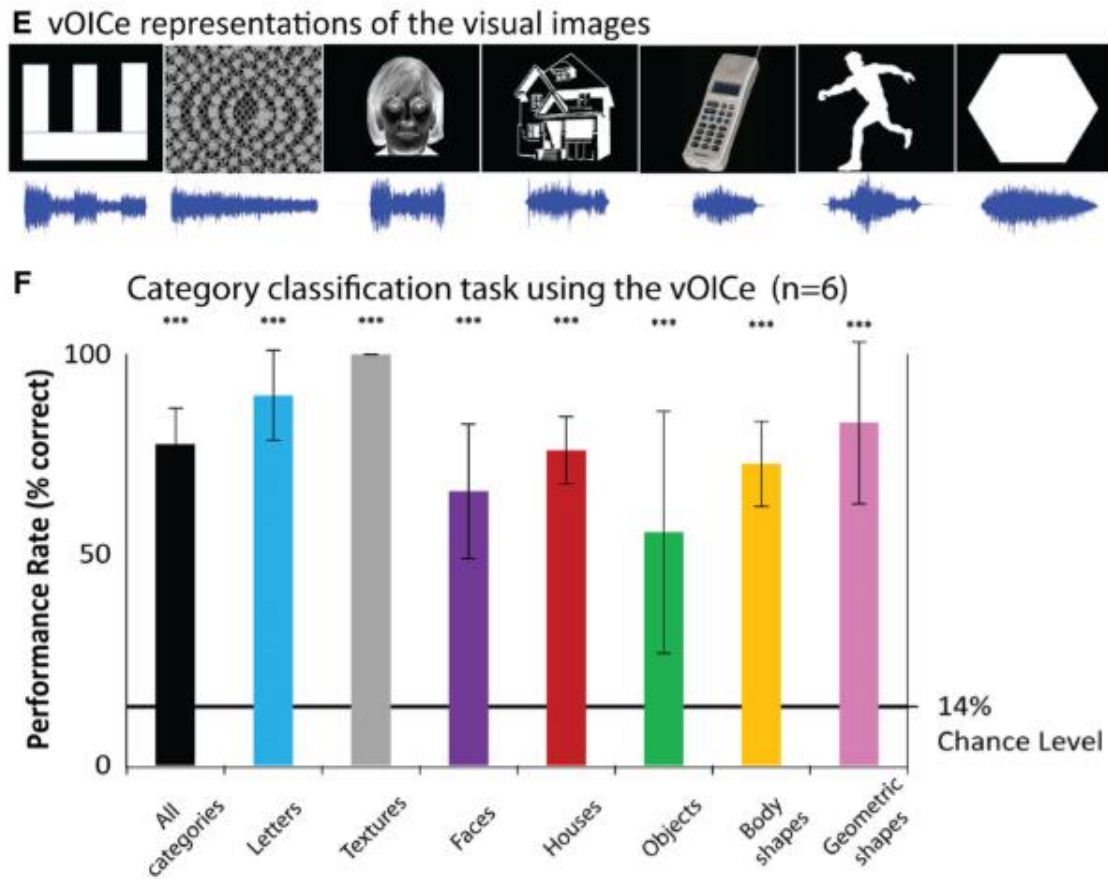 E vOICe representations of the visual images
F Category classification task using the vOICe (n=6)
*** *** *** *** *** *** *** ***
Performance Rate (% correct)
100
50
0
14%
Chance Level
All
categories
Letters
Textures
Faces
Houses
Objects
Body
shapes
Geometric
shapes